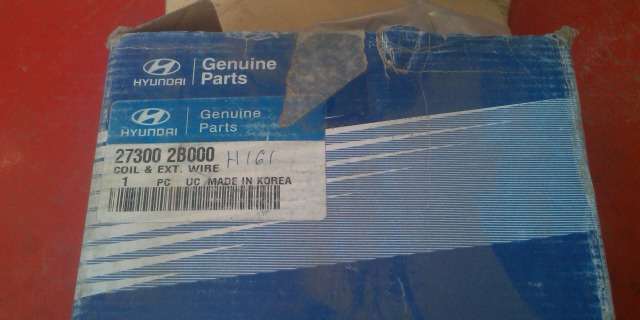 HYUNDAI
Genuine
Parts
HYUNDAI
Genuine
Parts
27300 2B000 H161
COIL & EXT. WIRE
1 PC UC MADE IN KOREA